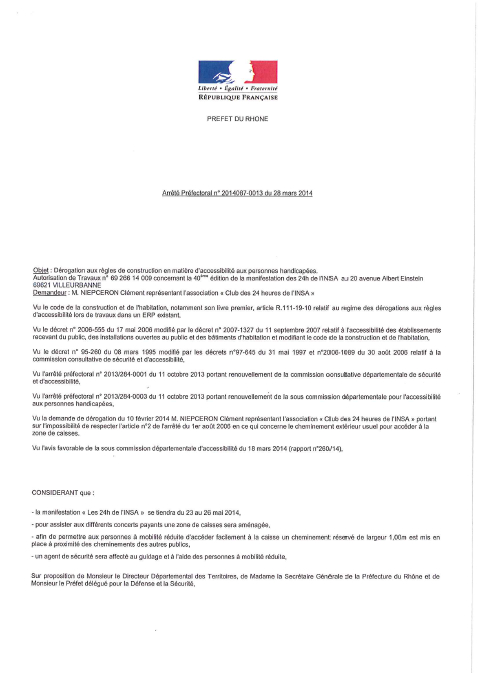 Liberté • Égalité • Fraternité
RÉPUBLIQUE FRANÇAISE
PREFET DU RHONE
Arrêté Préfectoral n° 2014087-0013 du 28 mars 2014
Objet : Dérogation aux règles de construction en matière d'accessibilité aux personnes handicapées.
Autorisation de Travaux n° 69 266 14 009 concernant la 40ème édition de la manifestation des 24h de l'INSA au 20 avenue Albert Einstein
69621 VILLEURBANNE
Demandeur : M. NIEPCERON Clément représentant l'association « Club des 24 heures de l'INSA »
Vu le code de la construction et de l'habitation, notamment son livre premier, article R.111-19-10 relatif au regime des dérogations aux règles
d'accessibilité lors de travaux dans un ERP existant.
Vu le décret n° 2006-555 du 17 mai 2006 modifié par le décret n° 2007-1327 du 11 septembre 2007 relatif à l'accessibilité des établissements
recevant du public, des installations ouvertes au public et des bâtiments d'habitation et modifiant le code de la construction et de l'habitation,
Vu le décret n° 95-260 du 08 mars 1995 modifié par les décrets n°97-645 du 31 mai 1997 et n°2006-1089 du 30 août 2006 relatif à la
commission consultative de sécurité et d'accessibilité,
Vu l'arrêté préfectoral n° 2013/284-0001 du 11 octobre 2013 portant renouvellement de la commission consultative départementale de sécurité
et d'accessibilité,
Vu l'arrêté préfectoral n° 2013/284-0003 du 11 octobre 2013 portant renouvellement de la sous commission départementale pour l'accessibilité
aux personnes handicapées,
Vu la demande de dérogation du 10 février 2014 M. NIEPCERON Clément représentant l'association « Club des 24 heures de l'INSA » portant
sur l'impossibilité de respecter l'article n°2 de l'arrêté du 1er août 2006 en ce qui concerne le cheminement extérieur usuel pour accéder à la
zone de caisses.
Vu l'avis favorable de la sous commission départementale d'accessibilité du 18 mars 2014 (rapport n°260/14),
CONSIDERANT que :
- la manifestation « Les 24h de l'INSA » se tiendra du 23 au 26 mai 2014,
- pour assister aux différents concerts payants une zone de caisses sera aménagée,
- afin de permettre aux personnes à mobilité réduite d'accéder facilement à la caisse un cheminement réservé de largeur 1,00m est mis en
place à proximité des cheminements des autres publics,
- un agent de sécurité sera affecté au guidage et à l'aide des personnes à mobilité réduite,
Sur proposition de Monsieur le Directeur Départemental des Territoires, de Madame la Secrétaire Générale de la Préfecture du Rhône et de
Monsieur le Préfet délégué pour la Défense et la Sécurité,